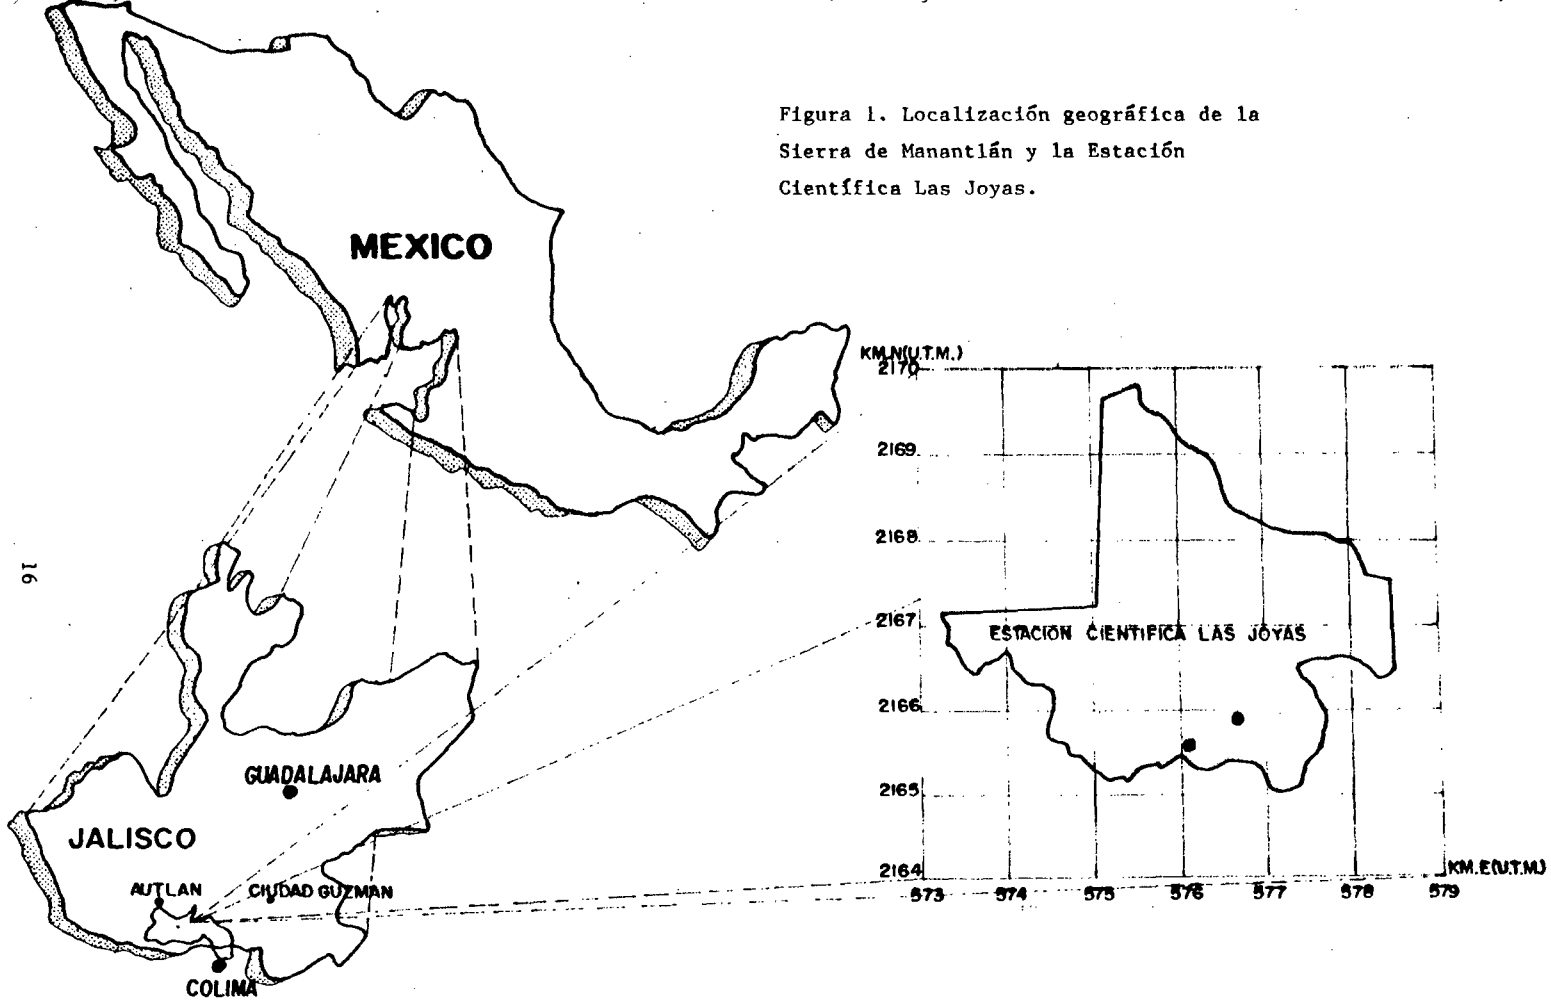 Figura 1. Localización geográfica de la
Sierra de Manantlán y la Estación
Científica Las Joyas.
MEXICO
KM.N(U.T.M.)
2170
2169
2168
2167
ESTACION CIENTIFICA LAS JOYAS
2166
2165
2164
573 574 575 576 577 578 579
KM.E(U.T.M.)
16
GUADALAJARA
JALISCO
AUTLAN
CIUDAD GUZMAN
COLIMA